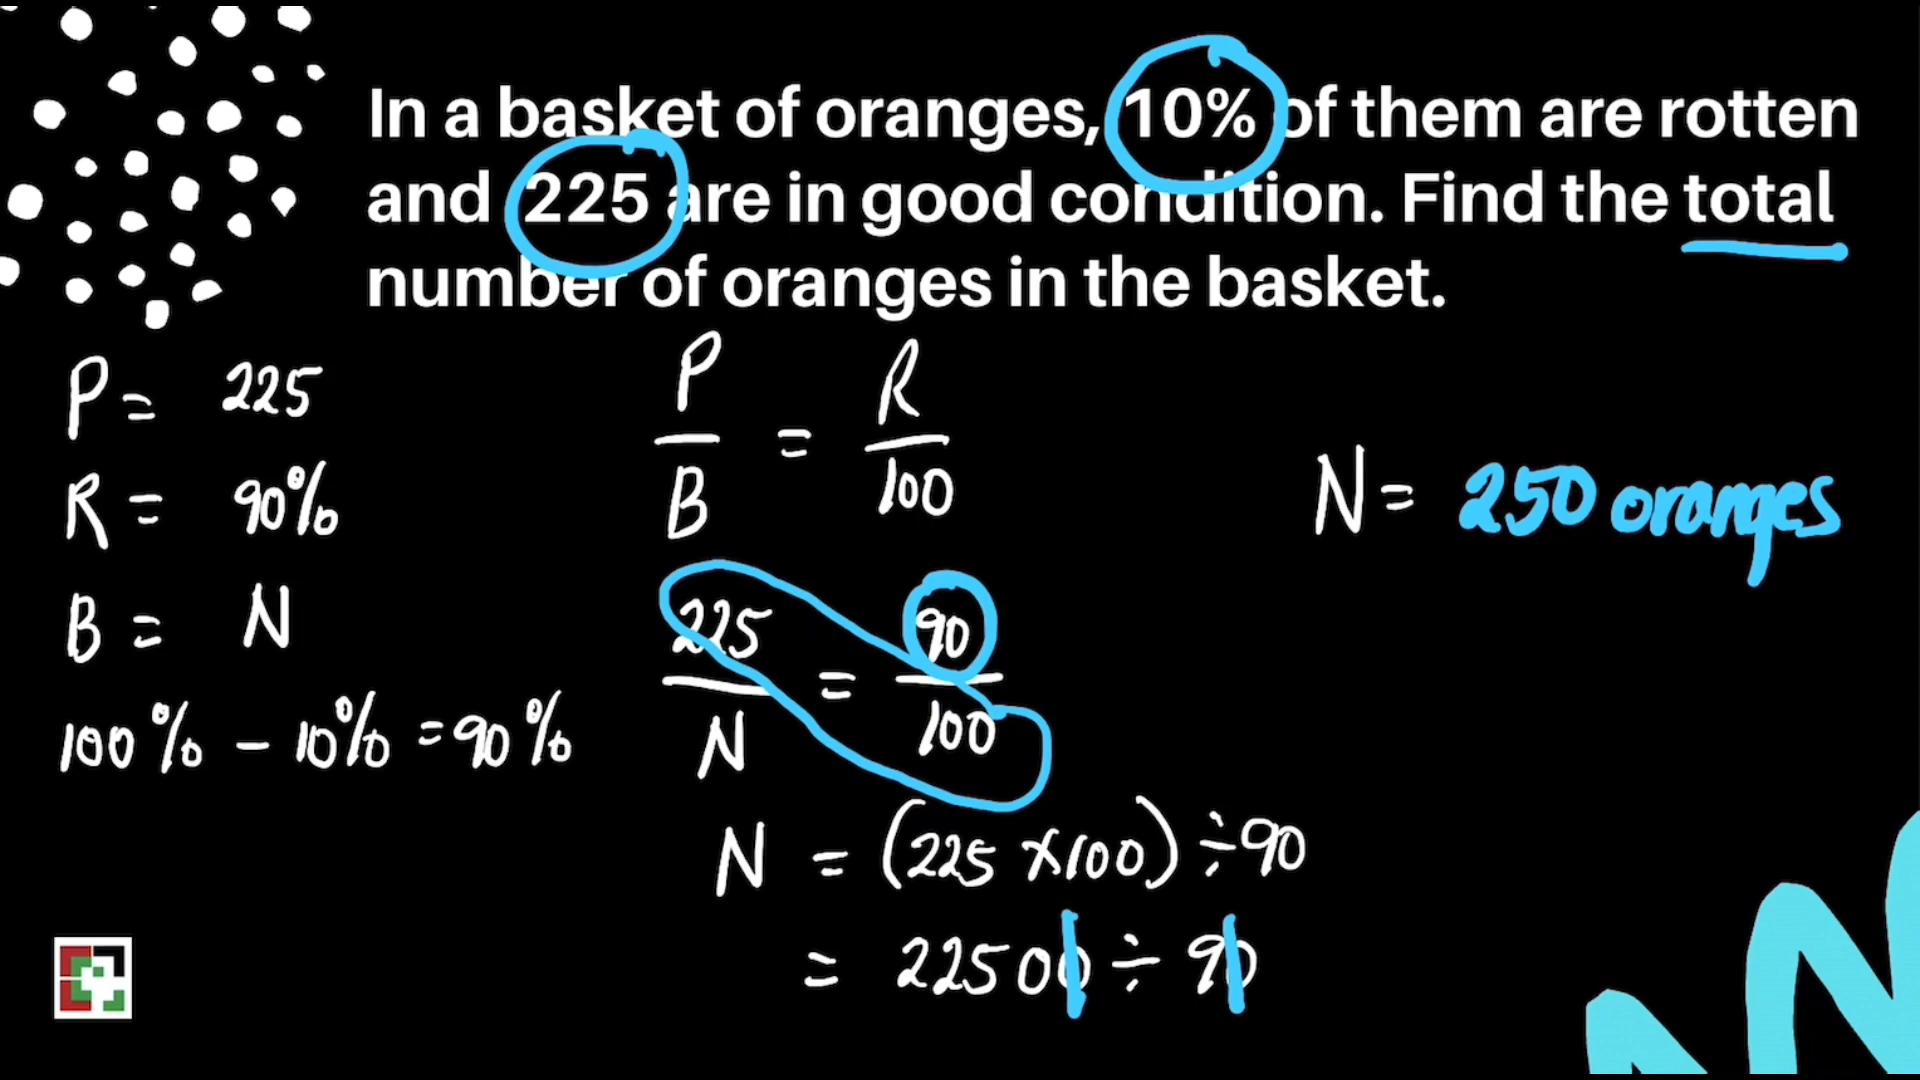 In a basket of oranges, 10% of them are rotten
and 225 are in good condition. Find the total
number of oranges in the basket.
P = 225
R = 90%
B = N
100% - 10% = 90%
P/B = R/100
225/N = 90/100
N = (225 x 100) ÷ 90
= 22500 ÷ 90
N = 250 oranges